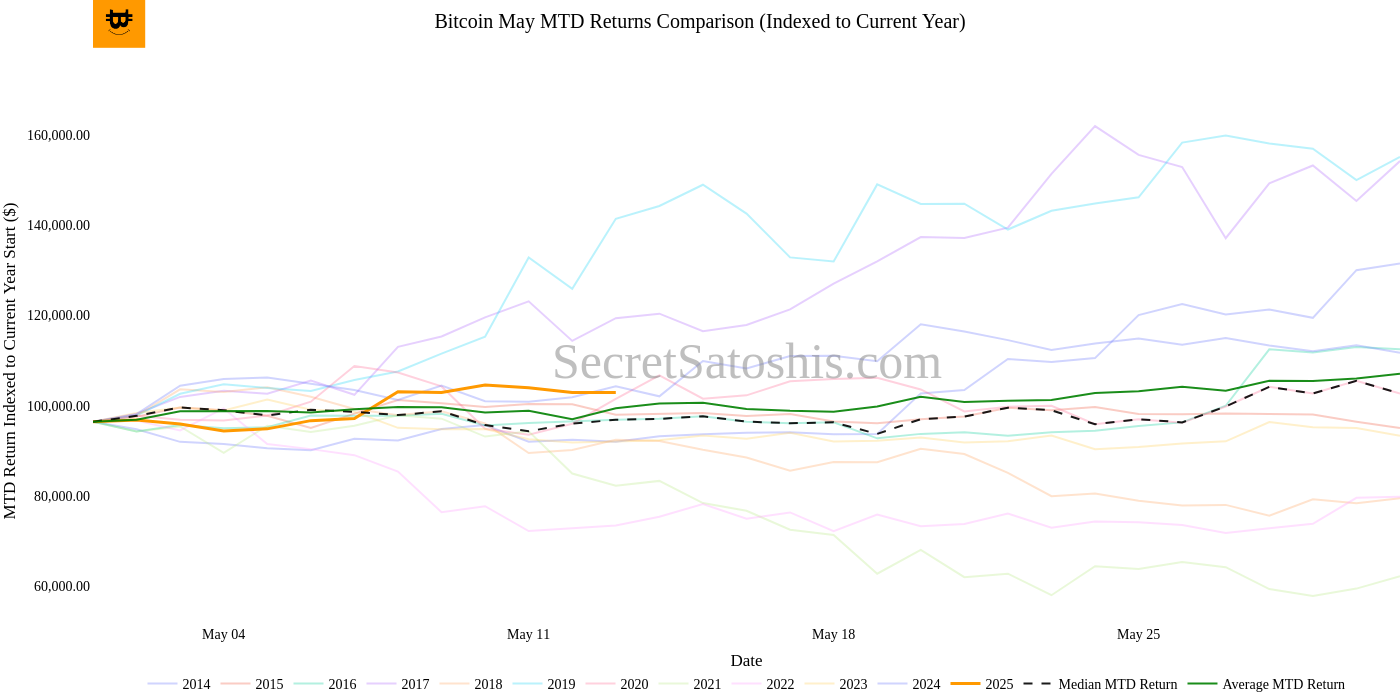 Bitcoin May MTD Returns Comparison (Indexed to Current Year)
MTD Return Indexed to Current Year Start ($)
160,000.00
140,000.00
120,000.00
100,000.00
80,000.00
60,000.00
SecretSatoshis.com
May 04 May 11 May 18 May 25
Date
2014 2015 2016 2017 2018 2019 2020 2021 2022 2023 2024 2025 Median MTD Return Average MTD Return